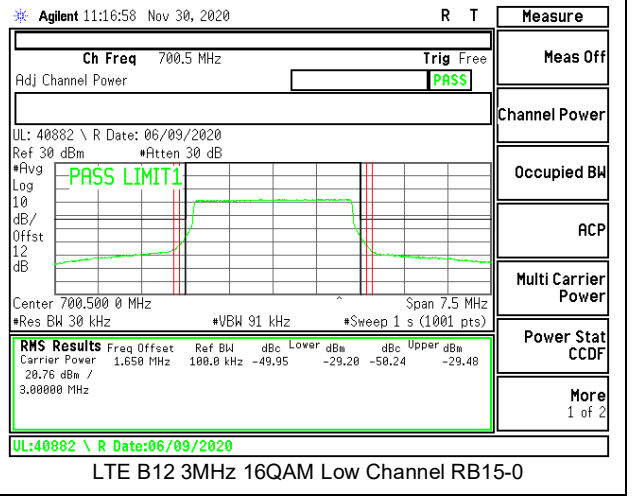 Agilent 11:16:58 Nov 30, 2020 R T
Measure
Ch Freq 700.5 MHz Trig Free
Meas Off
Adj Channel Power PASS
Channel Power
UL: 40882 \ R Date: 06/09/2020
Ref 30 dBm #Atten 30 dB
#Avg
Log
10
dB/
Offst
12
dB
PASS LIMIT1
Occupied BW
ACP
Center 700.500 0 MHz ^ Span 7.5 MHz
#Res BW 30 kHz #VBW 91 kHz #Sweep 1 s (1001 pts)
Multi Carrier
Power
RMS Results Freq Offset Ref BW dBc Lower dBm dBc Upper dBm
Carrier Power 1.650 MHz 100.0 kHz -49.95 -29.20 -50.24 -29.48
20.76 dBm /
3.00000 MHz
Power Stat
CCDF
More
1 of 2
UL:40882 \ R Date:06/09/2020
LTE B12 3MHz 16QAM Low Channel RB15-0